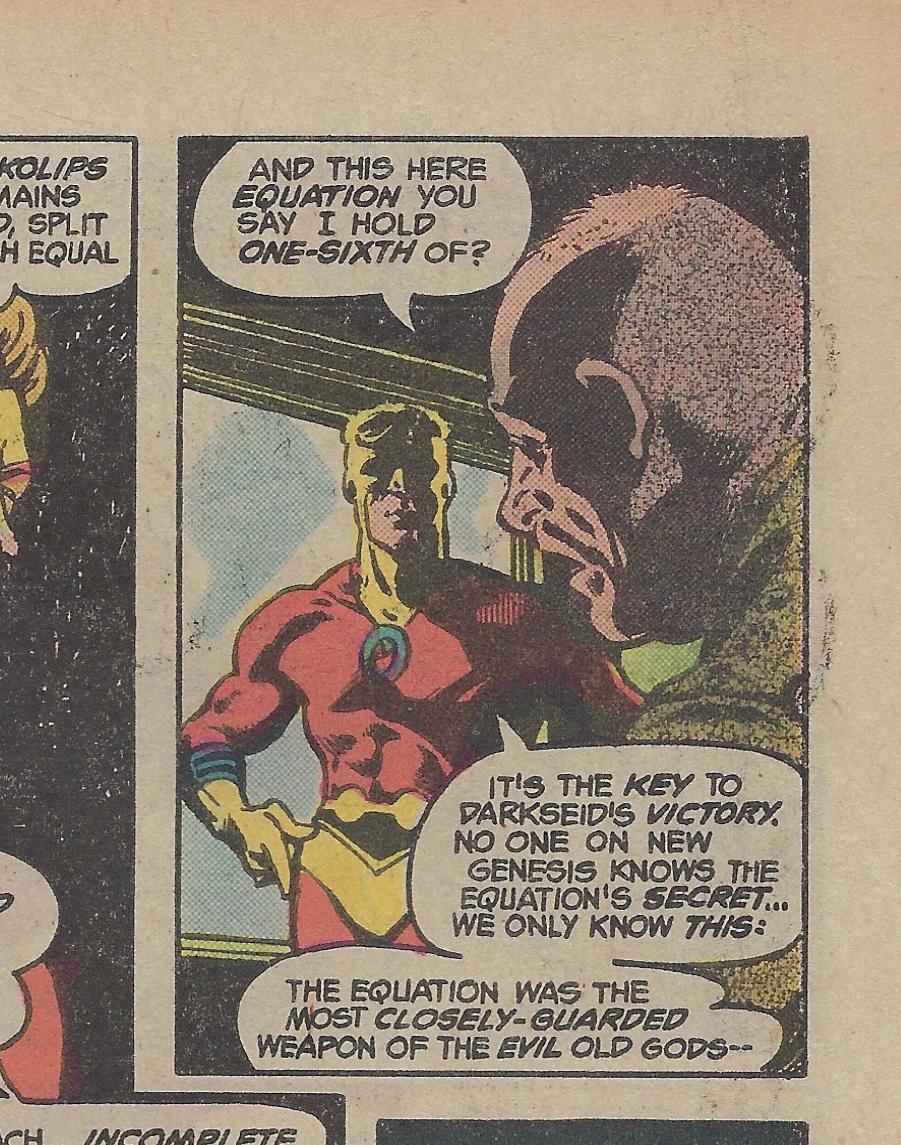 KOLIPS
SPLIT
EQUAL
AND THIS HERE
EQUATION YOU
SAY I HOLD
ONE-SIXTH OF?
IT'S THE KEY TO
DARKSEID'S VICTORY.
NO ONE ON NEW
GENESIS KNOWS THE
EQUATION'S SECRET...
WE ONLY KNOW THIS:
THE EQUATION WAS THE
MOST CLOSELY-GUARDED
WEAPON OF THE EVIL OLD GODS--
INCOMPLETE